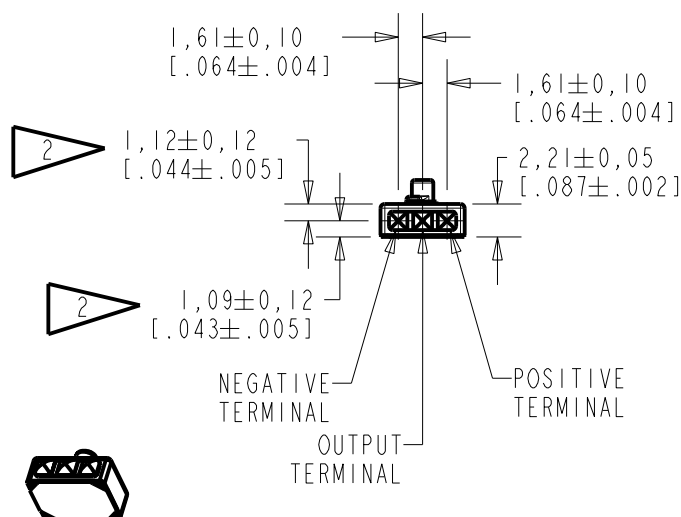 1,61±0,10
[.064±.004]
1,61±0,10
[.064±.004]
2
1,12±0,12
[.044±.005]
2,21±0,05
[.087±.002]
2
1,09±0,12
[.043±.005]
NEGATIVE
TERMINAL
POSITIVE
TERMINAL
OUTPUT
TERMINAL